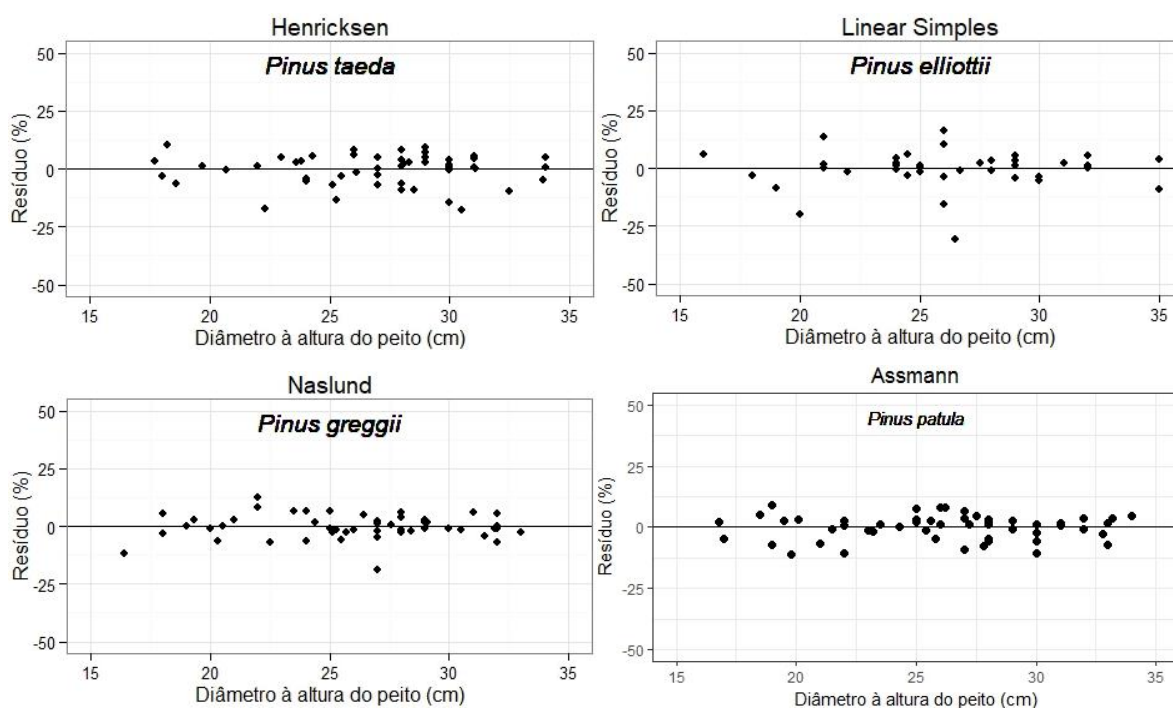 Henricksen
Pinus taeda
50
25
0
-25
-50
Resíduo (%)
15 20 25 30 35
Diâmetro à altura do peito (cm)
Linear Simples
Pinus elliottii
50
25
0
-25
-50
Resíduo (%)
15 20 25 30 35
Diâmetro à altura do peito (cm)
Naslund
Pinus greggii
50
25
0
-25
-50
Resíduo (%)
15 20 25 30 35
Diâmetro à altura do peito (cm)
Assmann
Pinus patula
50
25
0
-25
-50
Resíduo (%)
15 20 25 30 35
Diâmetro à altura do peito (cm)